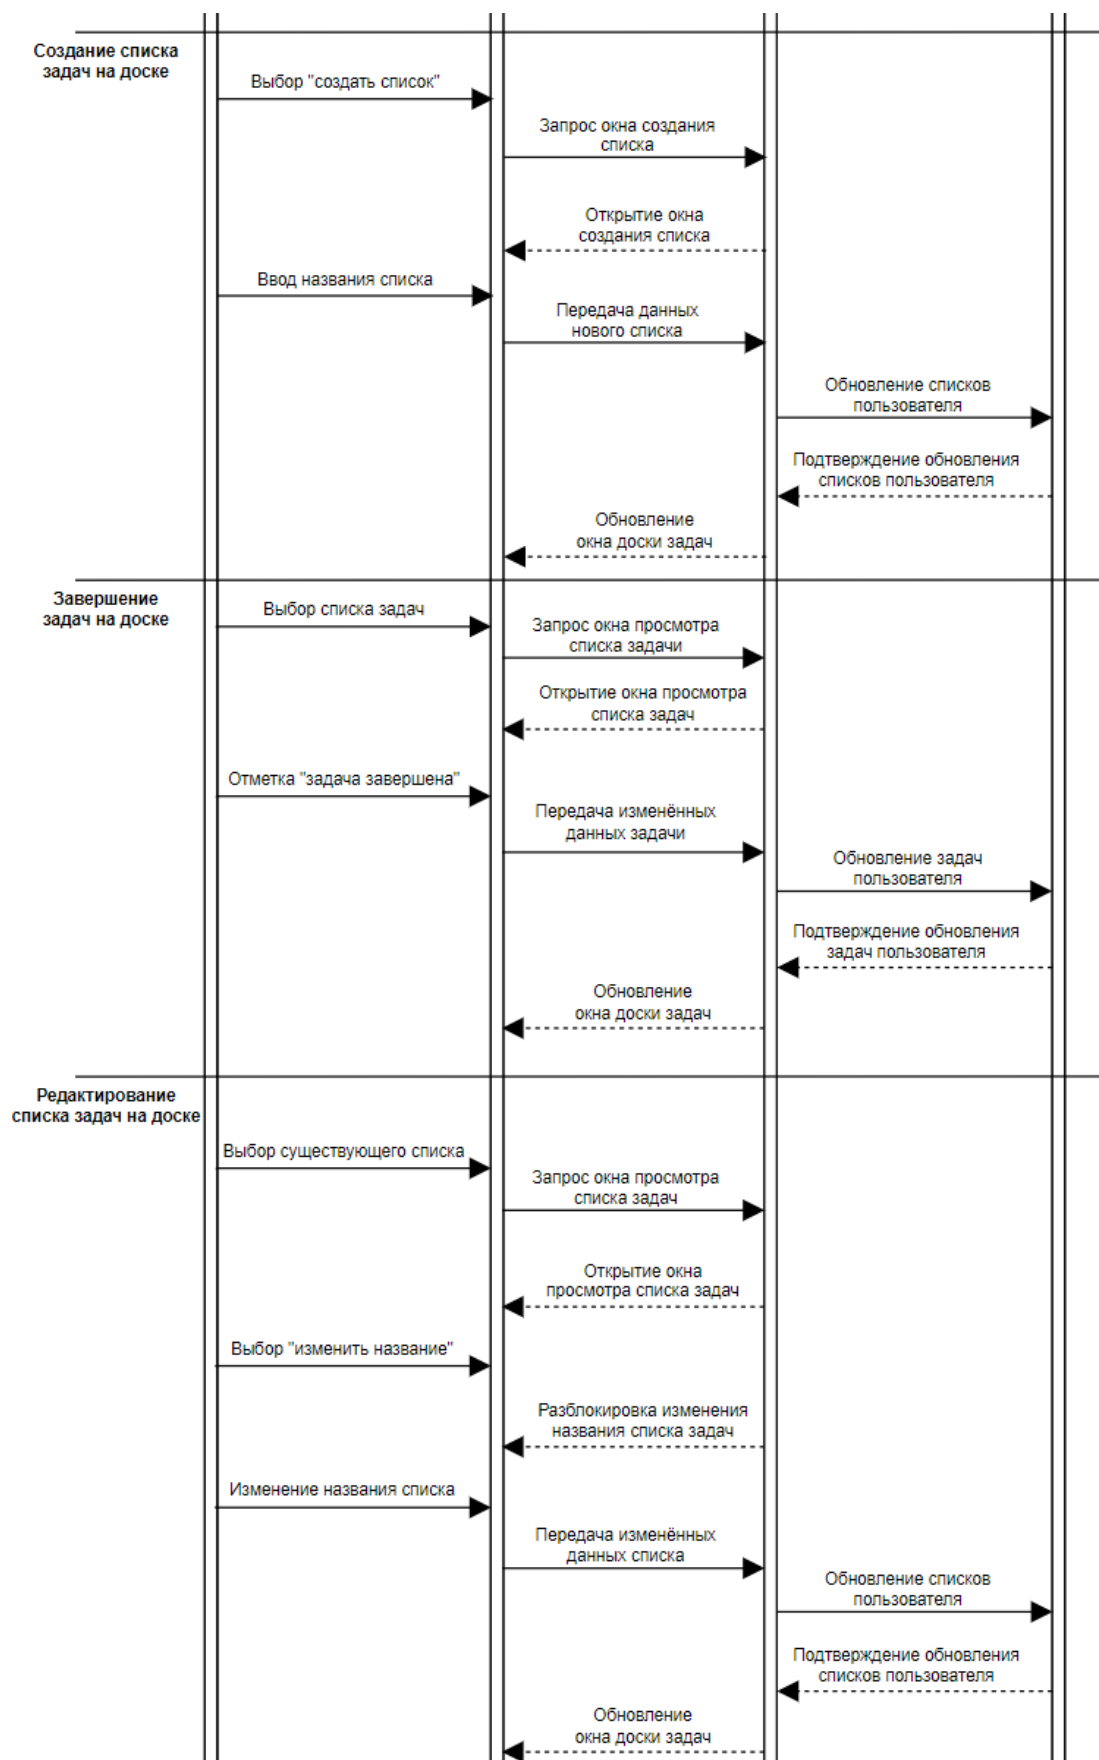 Создание списка
задач на доске
Выбор "создать список"
Запрос окна создания
списка
Открытие окна
создания списка
Ввод названия списка
Передача данных
нового списка
Обновление списков
пользователя
Подтверждение обновления
списков пользователя
Обновление
окна доски задач
Завершение
задач на доске
Выбор списка задач
Запрос окна просмотра
списка задачи
Открытие окна просмотра
списка задач
Отметка "задача завершена"
Передача изменённых
данных задачи
Обновление задач
пользователя
Подтверждение обновления
задач пользователя
Обновление
окна доски задач
Редактирование
списка задач на доске
Выбор существующего списка
Запрос окна просмотра
списка задач
Открытие окна
просмотра списка задач
Выбор "изменить название"
Разблокировка изменения
названия списка задач
Изменение названия списка
Передача изменённых
данных списка
Обновление списков
пользователя
Подтверждение обновления
списков пользователя
Обновление
окна доски задач